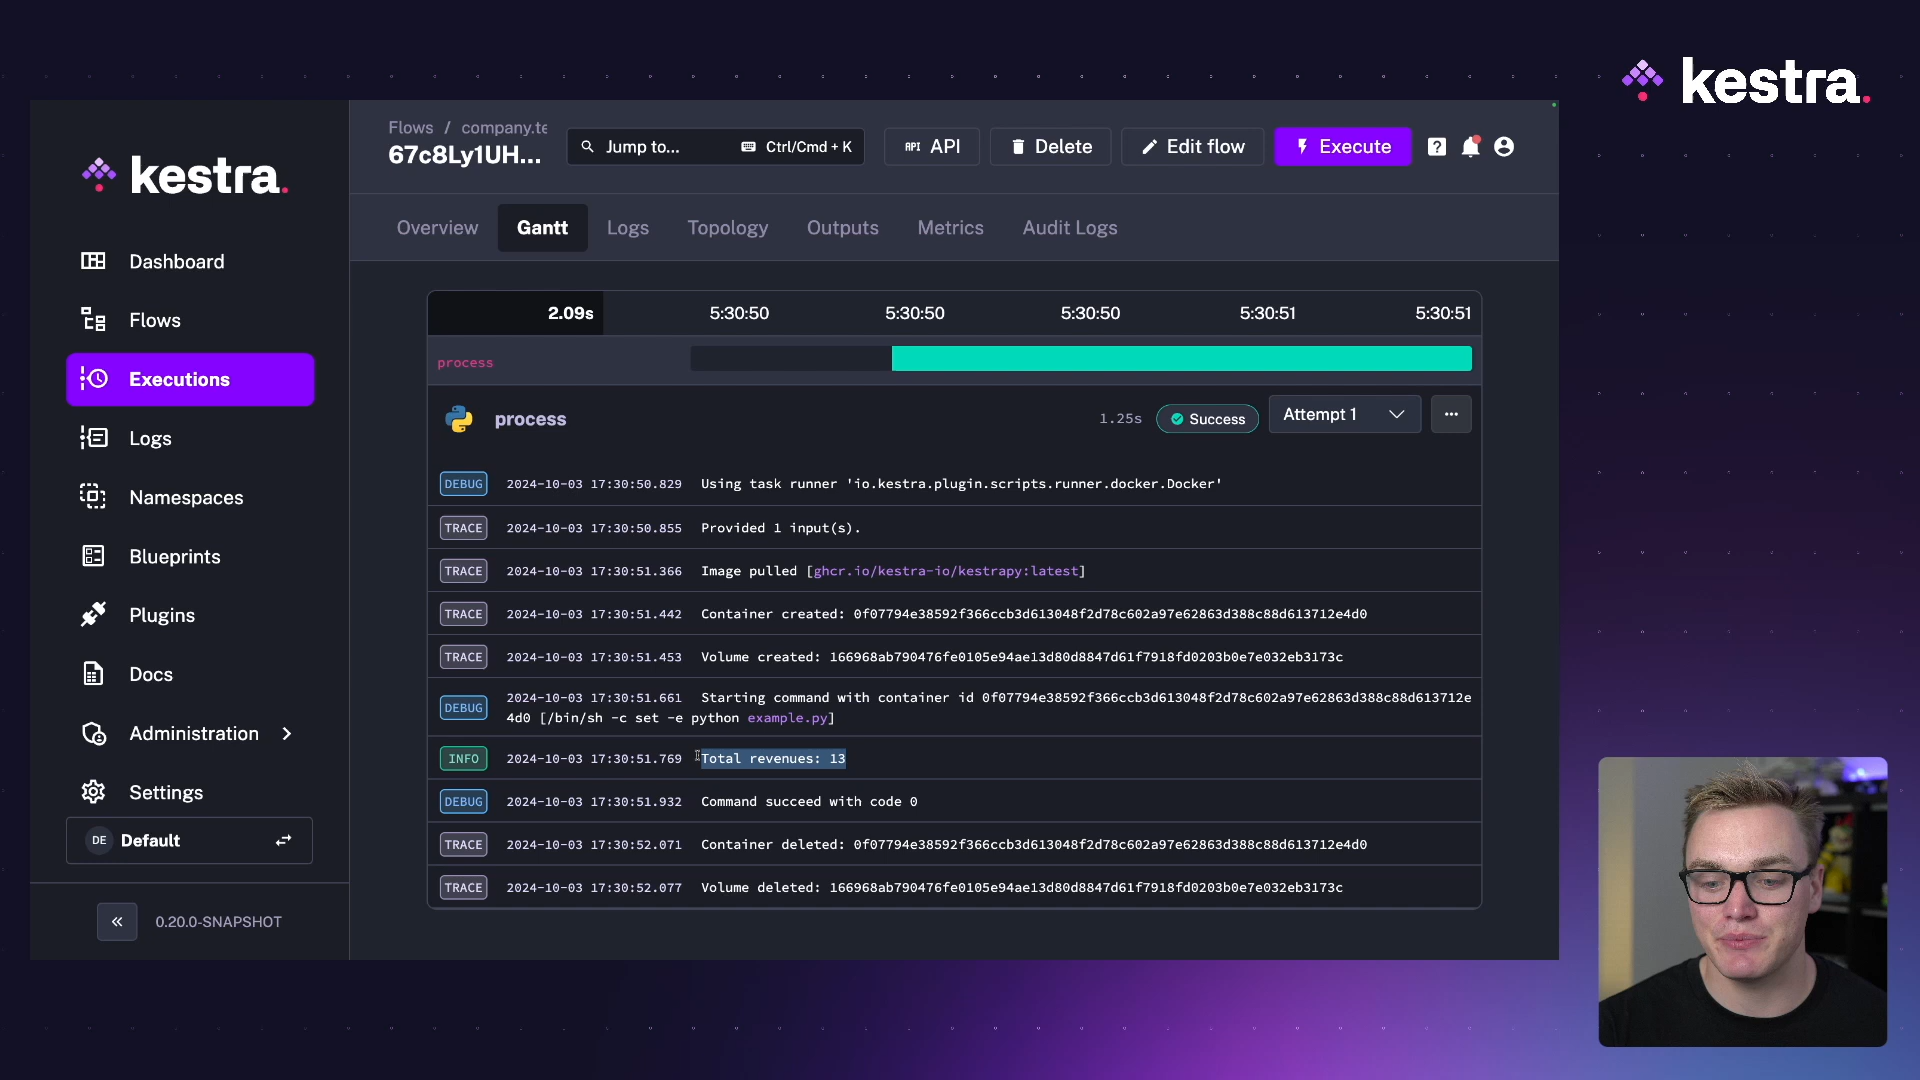 kestra.
kestra.
Dashboard
Flows
Executions
Logs
Namespaces
Blueprints
Plugins
Docs
Administration
Settings
DE Default
0.20.0-SNAPSHOT
Flows / company.te
67c8Ly1UH...
Jump to... Ctrl/Cmd + K
API API
Delete
Edit flow
Execute
Overview Gantt Logs Topology Outputs Metrics Audit Logs
2.09s 5:30:50 5:30:50 5:30:50 5:30:51 5:30:51
process
process 1.25s Success Attempt 1
DEBUG 2024-10-03 17:30:50.829 Using task runner 'io.kestra.plugin.scripts.runner.docker.Docker'
TRACE 2024-10-03 17:30:50.855 Provided 1 input(s).
TRACE 2024-10-03 17:30:51.366 Image pulled [ghcr.io/kestra-io/kestrapy:latest]
TRACE 2024-10-03 17:30:51.442 Container created: 0f07794e38592f366ccb3d613048f2d78c602a97e62863d388c88d613712e4d0
TRACE 2024-10-03 17:30:51.453 Volume created: 166968ab790476fe0105e94ae13d80d8847d61f7918fd0203b0e7e032eb3173c
DEBUG 2024-10-03 17:30:51.661 Starting command with container id 0f07794e38592f366ccb3d613048f2d78c602a97e62863d388c88d613712e
4d0 [/bin/sh -c set -e python example.py]
INFO 2024-10-03 17:30:51.769 Total revenues: 13
DEBUG 2024-10-03 17:30:51.932 Command succeed with code 0
TRACE 2024-10-03 17:30:52.071 Container deleted: 0f07794e38592f366ccb3d613048f2d78c602a97e62863d388c88d613712e4d0
TRACE 2024-10-03 17:30:52.077 Volume deleted: 166968ab790476fe0105e94ae13d80d8847d61f7918fd0203b0e7e032eb3173c